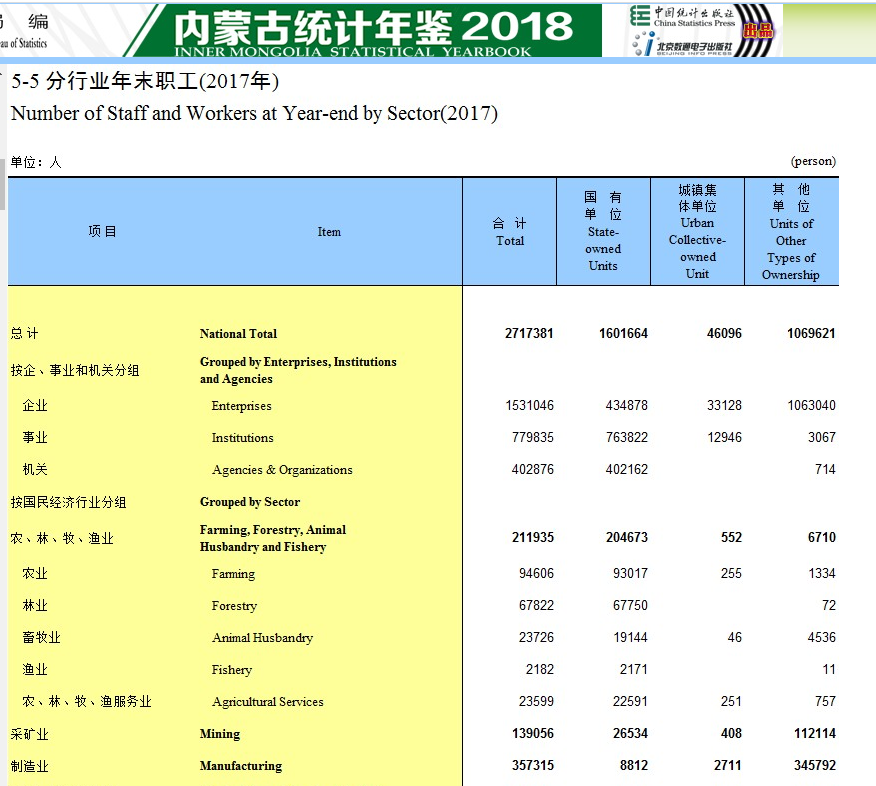 编
au of Statistics
内蒙古统计年鉴2018
INNER MONGOLIA STATISTICAL YEARBOOK
中国统计出版社
China Statistics Press
北京数通电子出版社
BEIJING INFO PRESS
出品
5-5 分行业年末职工(2017年)
Number of Staff and Workers at Year-end by Sector(2017)
单位：人 (person)
项 目 Item
合 计
Total
国 有
单 位
State-
owned
Units
城镇集
体单位
Urban
Collective-
owned
Unit
其 他
单 位
Units of
Other
Types of
Ownership
总 计 National Total 2717381 1601664 46096 1069621
按企、事业和机关分组 Grouped by Enterprises, Institutions
and Agencies
企业 Enterprises 1531046 434878 33128 1063040
事业 Institutions 779835 763822 12946 3067
机关 Agencies & Organizations 402876 402162 714
按国民经济行业分组 Grouped by Sector
农、林、牧、渔业 Farming, Forestry, Animal
Husbandry and Fishery 211935 204673 552 6710
农业 Farming 94606 93017 255 1334
林业 Forestry 67822 67750 72
畜牧业 Animal Husbandry 23726 19144 46 4536
渔业 Fishery 2182 2171 11
农、林、牧、渔服务业 Agricultural Services 23599 22591 251 757
采矿业 Mining 139056 26534 408 112114
制造业 Manufacturing 357315 8812 2711 345792